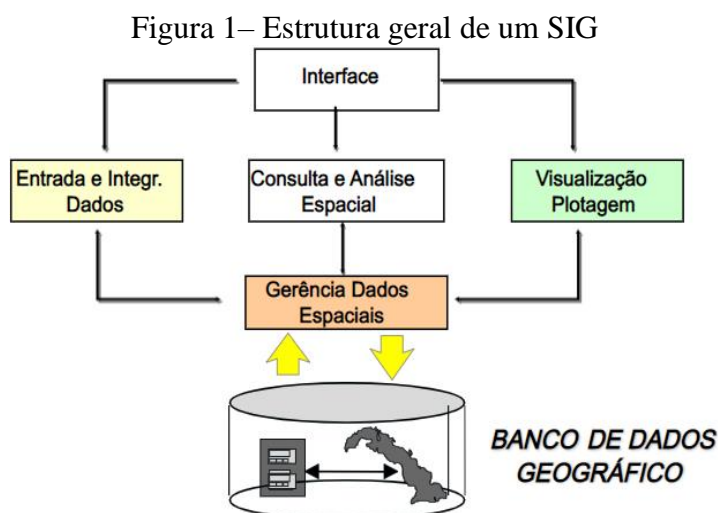 Figura 1– Estrutura geral de um SIG
Interface
Entrada e Integr.
Dados
Consulta e Análise
Espacial
Visualização
Plotagem
Gerência Dados
Espaciais
BANCO DE DADOS
GEOGRÁFICO